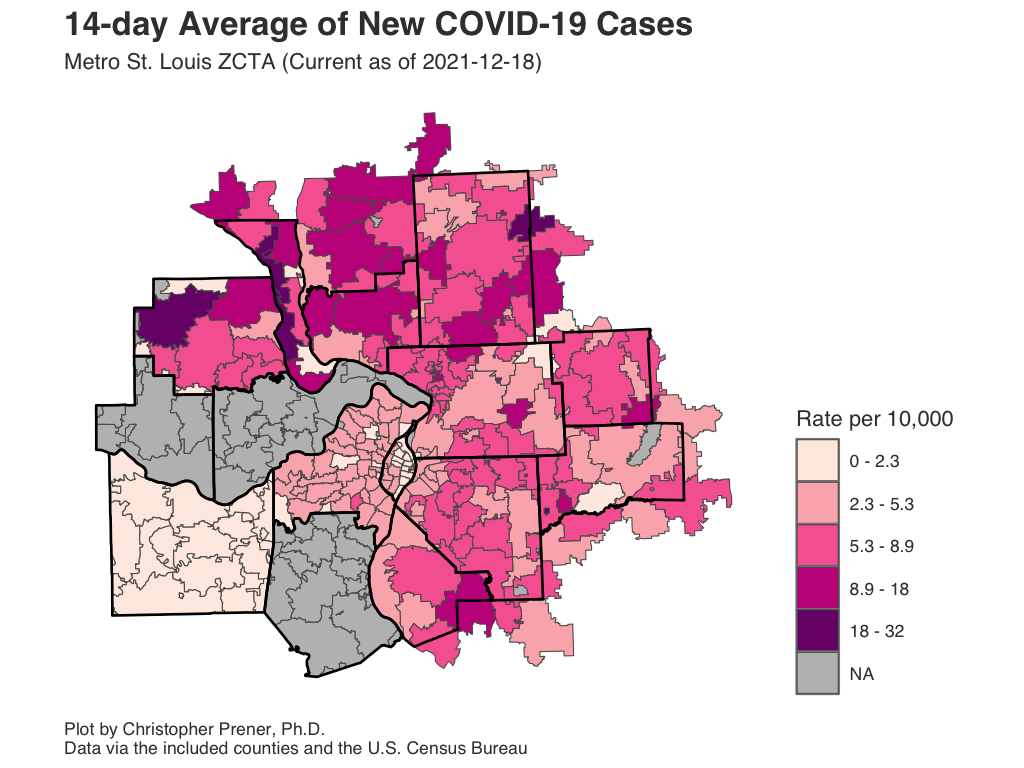 14-day Average of New COVID-19 Cases
Metro St. Louis ZCTA (Current as of 2021-12-18)
Rate per 10,000
0 - 2.3
2.3 - 5.3
5.3 - 8.9
8.9 - 18
18 - 32
NA
Plot by Christopher Prener, Ph.D.
Data via the included counties and the U.S. Census Bureau